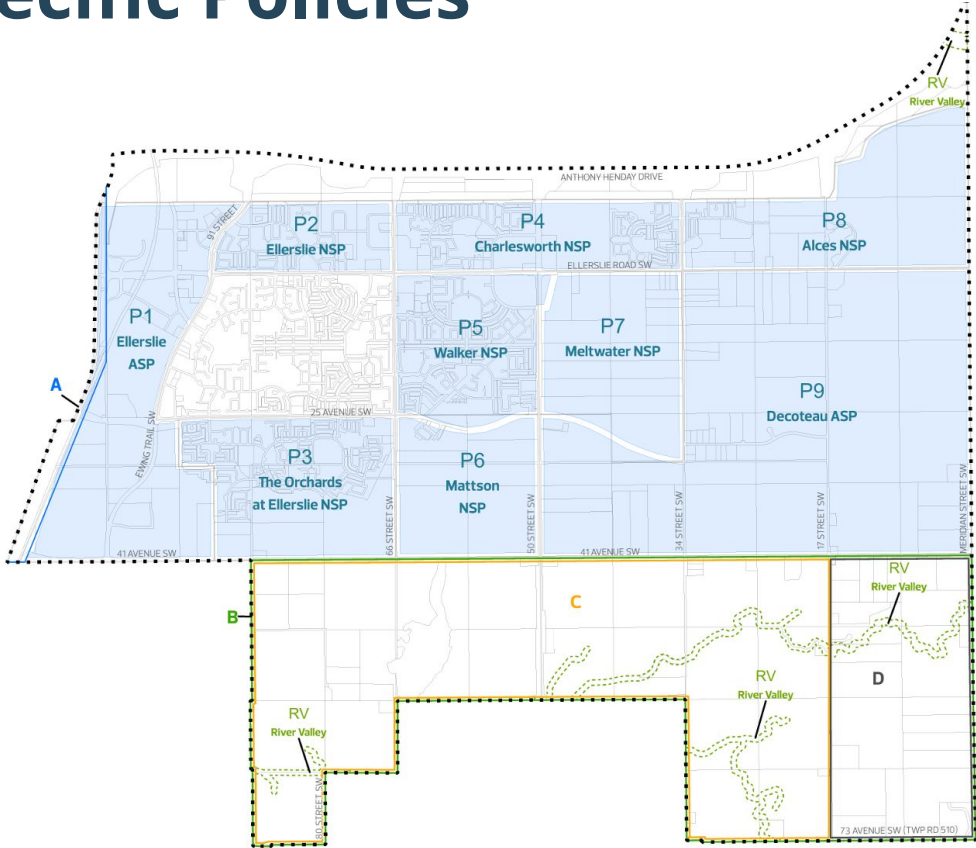 ecific Policies
RV
River Valley
ANTHONY HENDAY DRIVE
91 STREET
P2
Ellerslie NSP
P4
Charlesworth NSP
P8
Alces NSP
ELLERSLIE ROAD SW
P1
Ellerslie
ASP
P5
Walker NSP
P7
Meltwater NSP
A
P9
Decoteau ASP
25 AVENUE SW
EWING TRAIL SW
P3
The Orchards
at Ellerslie NSP
P6
Mattson
NSP
66 STREET SW
50 STREET SW
34 STREET SW
17 STREET SW
MERIDIAN STREET SW
41 AVENUE SW
41 AVENUE SW
RV
River Valley
B
C
D
RV
River Valley
RV
River Valley
80 STREET SW
73 AVENUE SW (TWP RD 510)